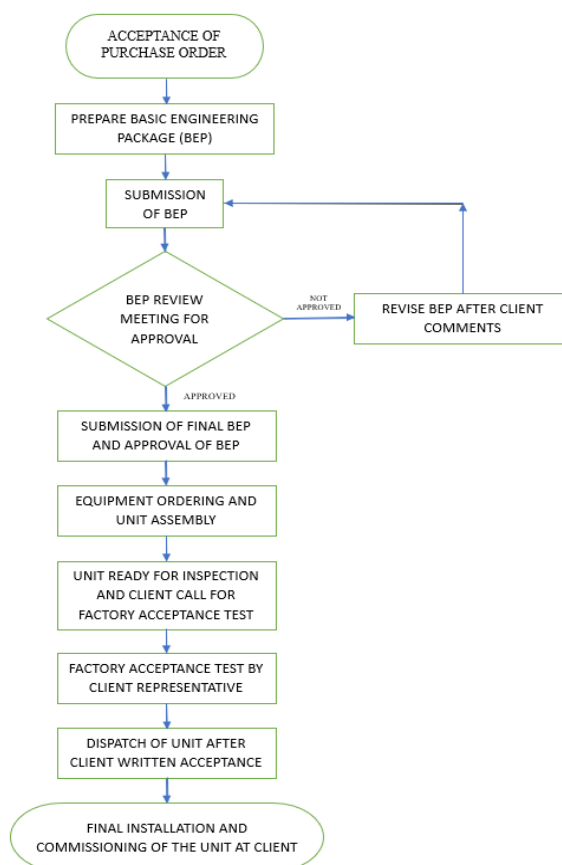 ACCEPTANCE OF
PURCHASE ORDER
PREPARE BASIC ENGINEERING
PACKAGE (BEP)
SUBMISSION
OF BEP
BEP REVIEW
MEETING FOR
APPROVAL
NOT
APPROVED
REVISE BEP AFTER CLIENT
COMMENTS
APPROVED
SUBMISSION OF FINAL BEP
AND APPROVAL OF BEP
EQUIPMENT ORDERING AND
UNIT ASSEMBLY
UNIT READY FOR INSPECTION
AND CLIENT CALL FOR
FACTORY ACCEPTANCE TEST
FACTORY ACCEPTANCE TEST BY
CLIENT REPRESENTATIVE
DISPATCH OF UNIT AFTER
CLIENT WRITTEN ACCEPTANCE
FINAL INSTALLATION AND
COMMISSIONING OF THE UNIT AT CLIENT